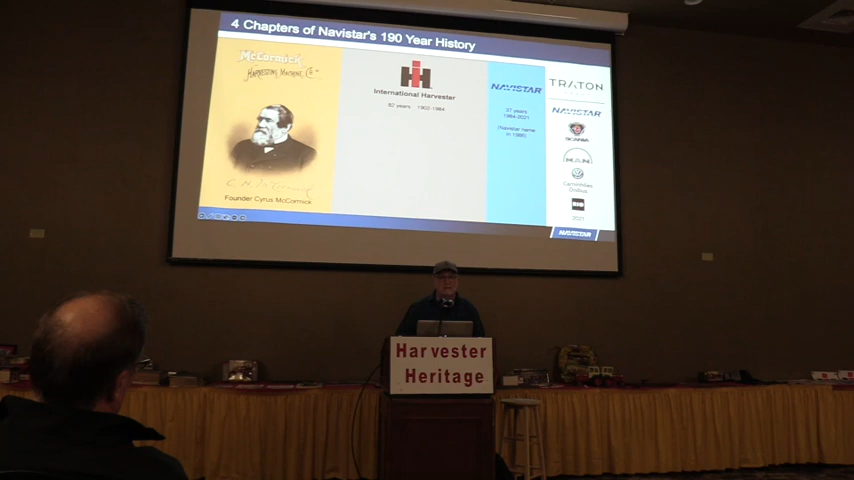 4 Chapters of Navistar's 190 Year History
McCormick
Harvesting Machine Co.
Founder Cyrus McCormick
IH
International Harvester
82 years 1902-1984
NAVISTAR
37 years
1984-2021
(Navistar name
in 1986)
TRATON
NAVISTAR
SCANIA
MAN
Caminhões
Ônibus
RIO
2021
NAVISTAR
Harvester
Heritage